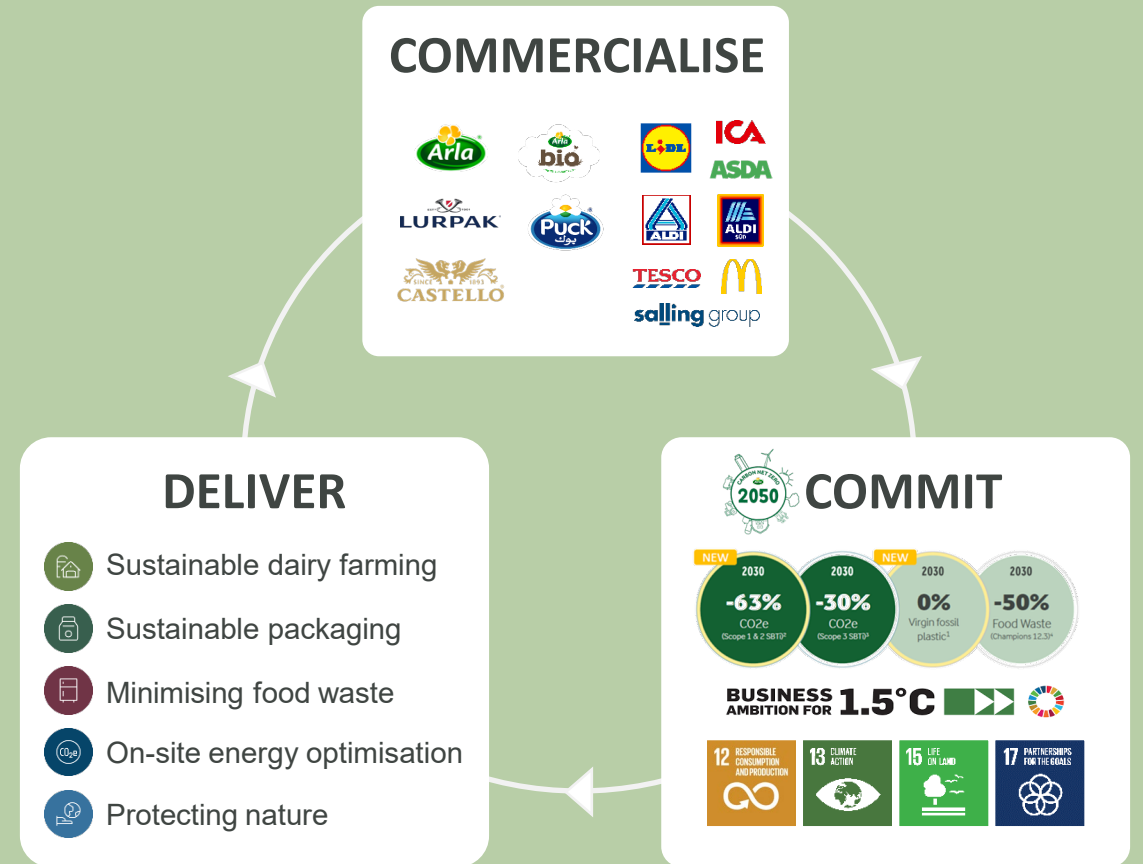 COMMERCIALISE
Arla
Arla
bio
LIDL
ICA
ASDA
LURPAK
Puck
بوك
ALDI
ALDI
SÜD
SINCE 1893
CASTELLO
TESCO
salling group
DELIVER
Sustainable dairy farming
Sustainable packaging
Minimising food waste
CO₂e
On-site energy optimisation
Protecting nature
CARBON NET ZERO
2050
COMMIT
NEW
2030
-63%
CO2e
(Scope 1 & 2 SBTi)²
2030
-30%
CO2e
(Scope 3 SBTi)³
NEW
2030
0%
Virgin fossil
plastic¹
2030
-50%
Food Waste
(Champions 12.3)⁴
BUSINESS
AMBITION FOR 1.5°C
12 RESPONSIBLE
CONSUMPTION
AND PRODUCTION
13 CLIMATE
ACTION
15 LIFE
ON LAND
17 PARTNERSHIPS
FOR THE GOALS